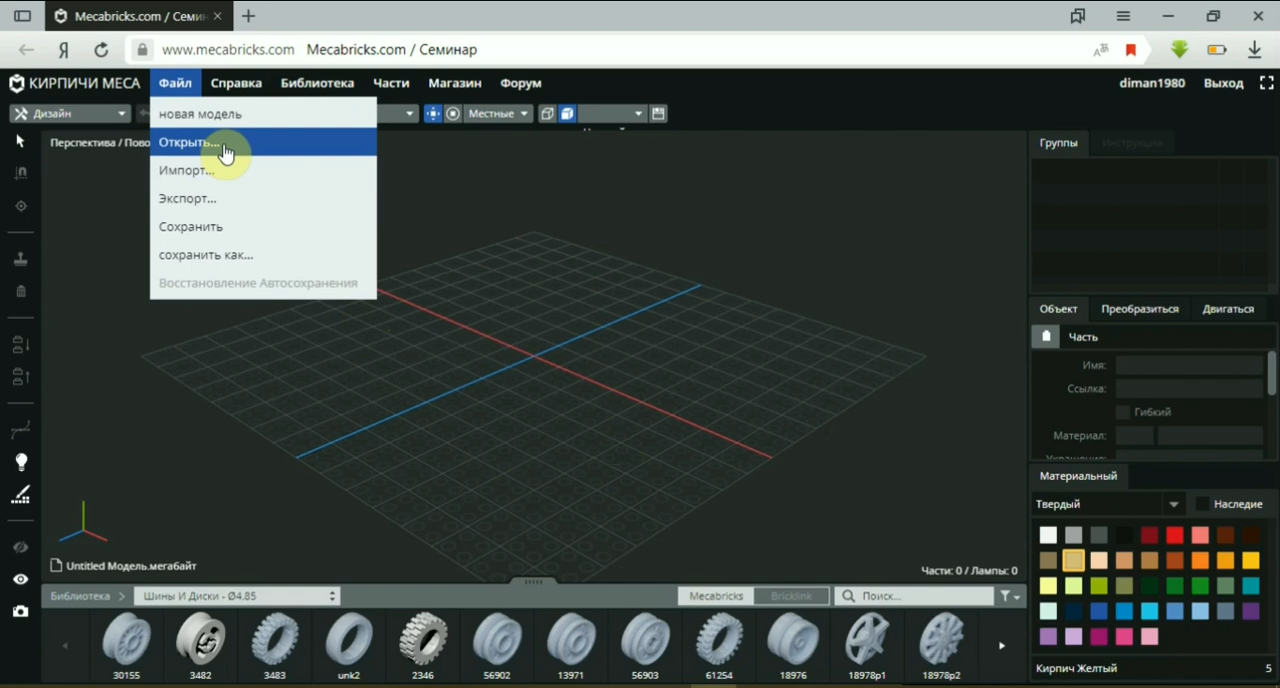 Mecabricks.com / Семин
www.mecabricks.com Mecabricks.com / Семинар
КИРПИЧИ МЕСА Файл Справка Библиотека Части Магазин Форум diman1980 Выход
Дизайн Местные
новая модель
Открыть...
Импорт...
Экспорт...
Сохранить
сохранить как...
Восстановление Автосохранения
Перспектива / Пово
Группы Инструкции
Объект Преобразиться Двигаться
Часть
Имя:
Ссылка:
Гибкий
Материал:
Украшение:
Материальный
Твердый Наследие
Untitled Модель.мегабайт
Части: 0 / Лампы: 0
Библиотека Шины И Диски - Ø4.85 Mecabricks Bricklink Поиск...
30155 3482 3483 unk2 2346 56902 13971 56903 61254 18976 18978p1 18978p2
Кирпич Желтый 5